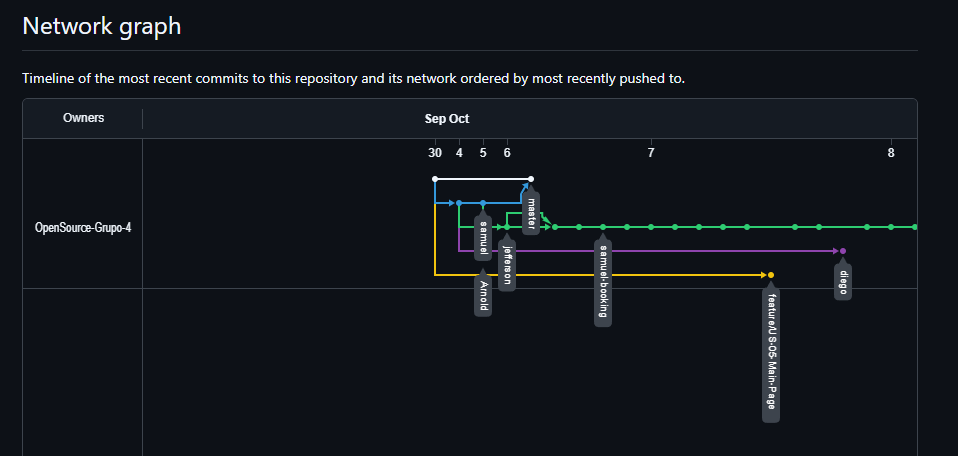 Network graph
Timeline of the most recent commits to this repository and its network ordered by most recently pushed to.
Owners
Sep Oct
30 4 5 6 7 8
OpenSource-Grupo-4
master
samuel
jefferson
samuel-booking
diego
Arnold
feature/US-05-Main-Page